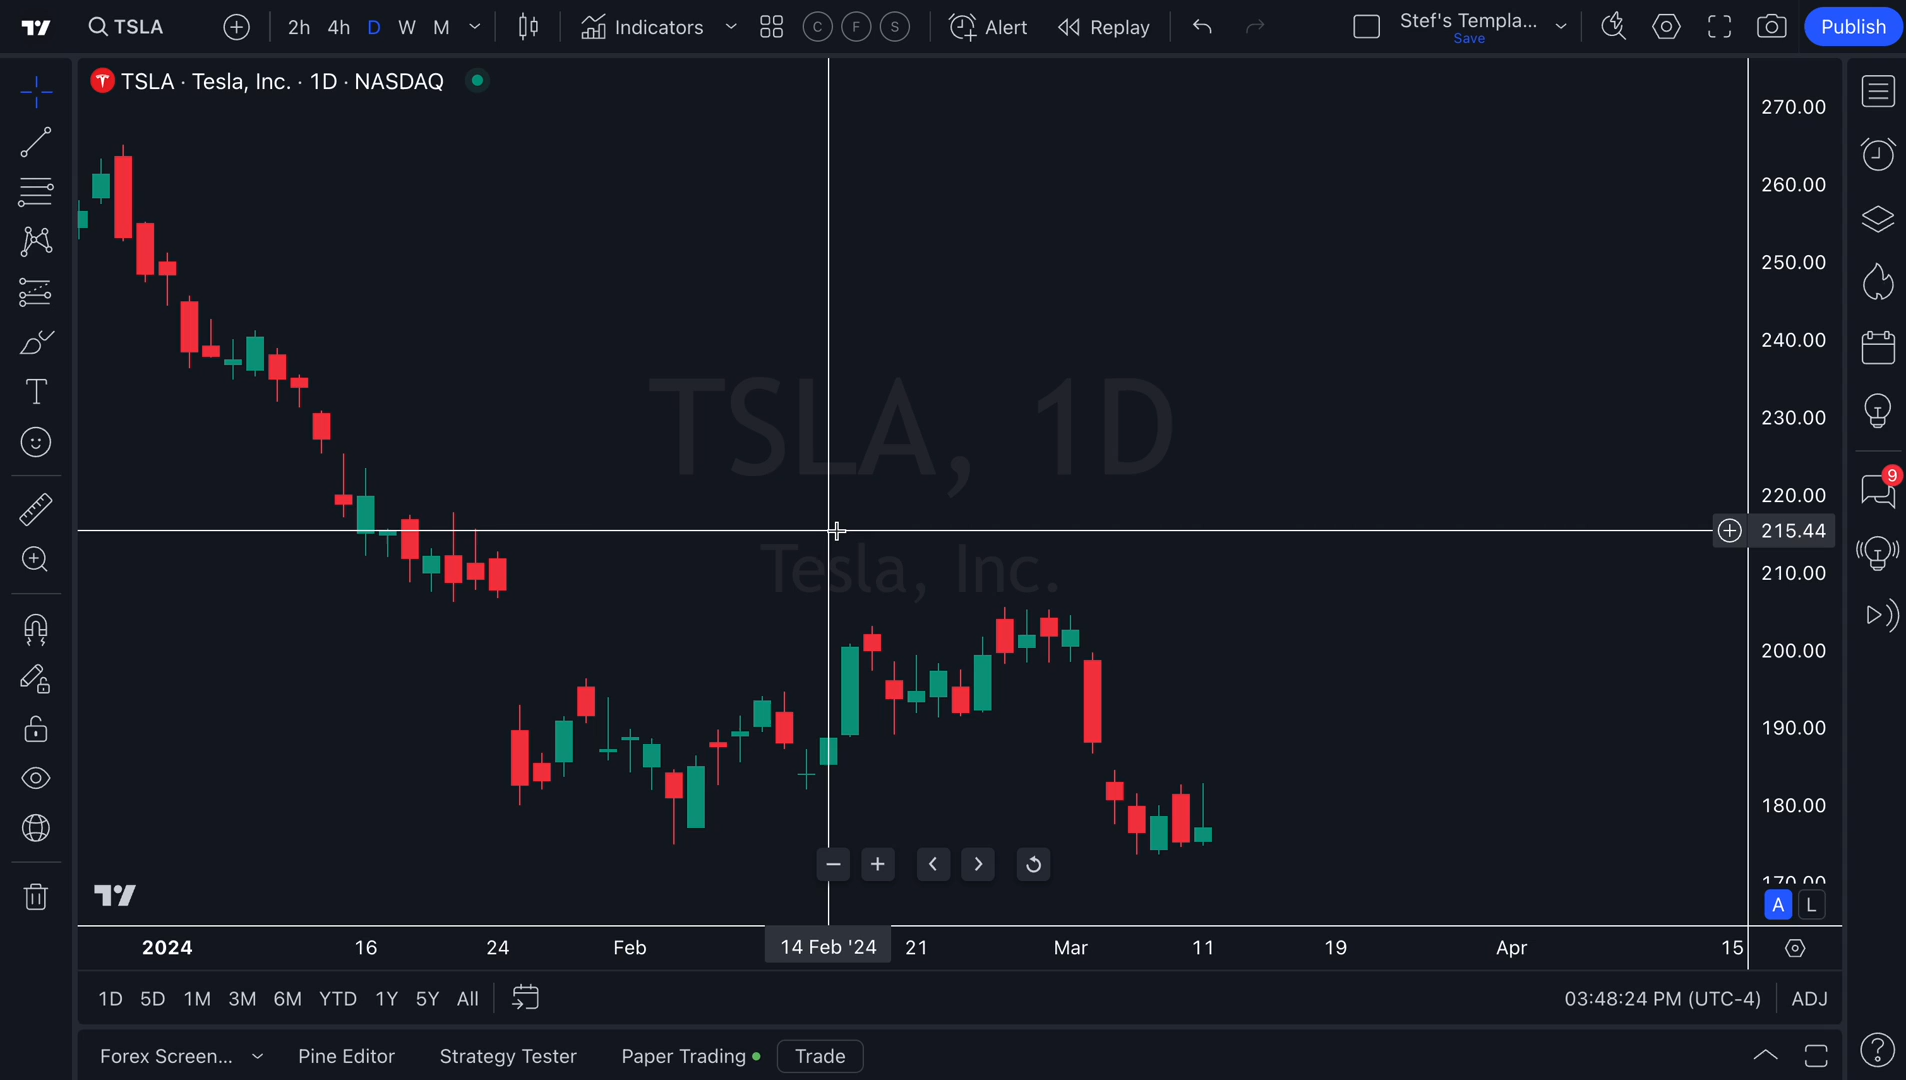 TSLA
2h 4h D W M
Indicators
C F S
Alert
Replay
Stef's Templa...
Save
Publish
TSLA · Tesla, Inc. · 1D · NASDAQ
TSLA, 1D
Tesla, Inc.
270.00
260.00
250.00
240.00
230.00
220.00
215.44
210.00
200.00
190.00
180.00
170.00
9
A L
2024 16 24 Feb 14 Feb '24 21 Mar 11 19 Apr 15
1D 5D 1M 3M 6M YTD 1Y 5Y All
03:48:24 PM (UTC-4) ADJ
Forex Screen... Pine Editor Strategy Tester Paper Trading Trade